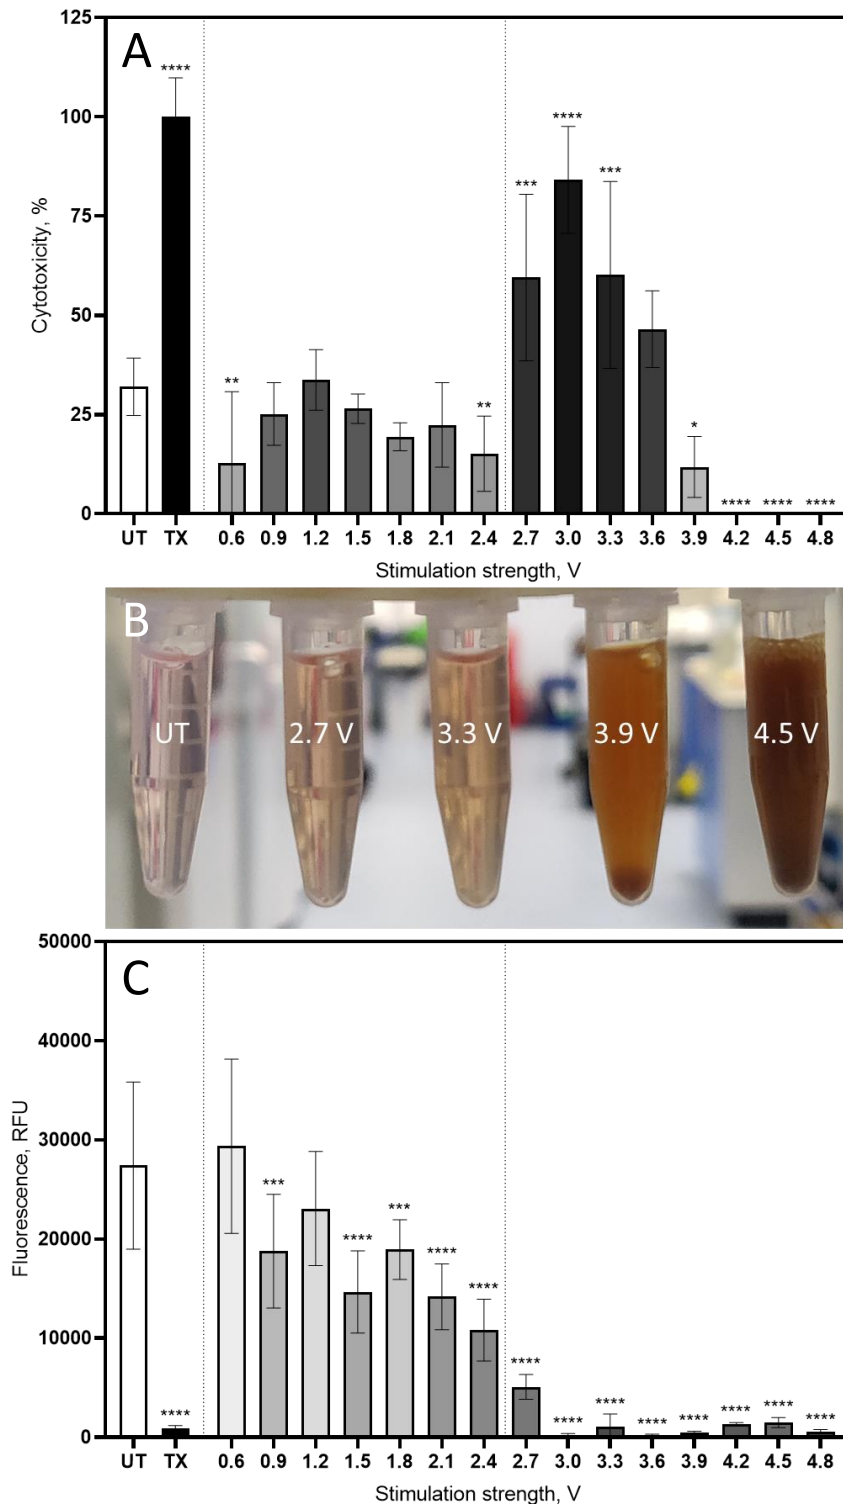 A
Cytotoxicity, %
125
100
75
50
25
0
**** ** ** *** **** *** * **** **** ****
UT TX 0.6 0.9 1.2 1.5 1.8 2.1 2.4 2.7 3.0 3.3 3.6 3.9 4.2 4.5 4.8
Stimulation strength, V
B
UT 2.7 V 3.3 V 3.9 V 4.5 V
C
Fluorescence, RFU
50000
40000
30000
20000
10000
0
**** *** **** *** **** **** **** **** **** **** **** **** **** ****
UT TX 0.6 0.9 1.2 1.5 1.8 2.1 2.4 2.7 3.0 3.3 3.6 3.9 4.2 4.5 4.8
Stimulation strength, V